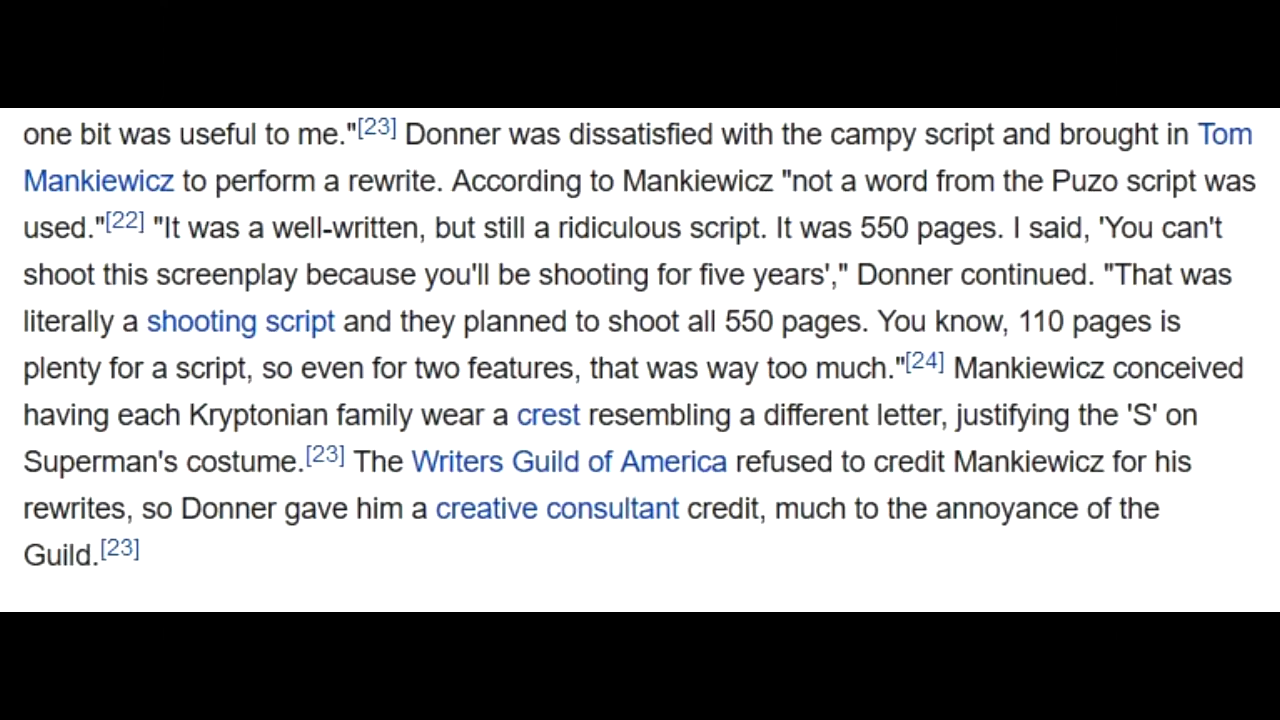 one bit was useful to me."[23] Donner was dissatisfied with the campy script and brought in Tom
Mankiewicz to perform a rewrite. According to Mankiewicz "not a word from the Puzo script was
used."[22] "It was a well-written, but still a ridiculous script. It was 550 pages. I said, 'You can't
shoot this screenplay because you'll be shooting for five years'," Donner continued. "That was
literally a shooting script and they planned to shoot all 550 pages. You know, 110 pages is
plenty for a script, so even for two features, that was way too much."[24] Mankiewicz conceived
having each Kryptonian family wear a crest resembling a different letter, justifying the 'S' on
Superman's costume.[23] The Writers Guild of America refused to credit Mankiewicz for his
rewrites, so Donner gave him a creative consultant credit, much to the annoyance of the
Guild.[23]